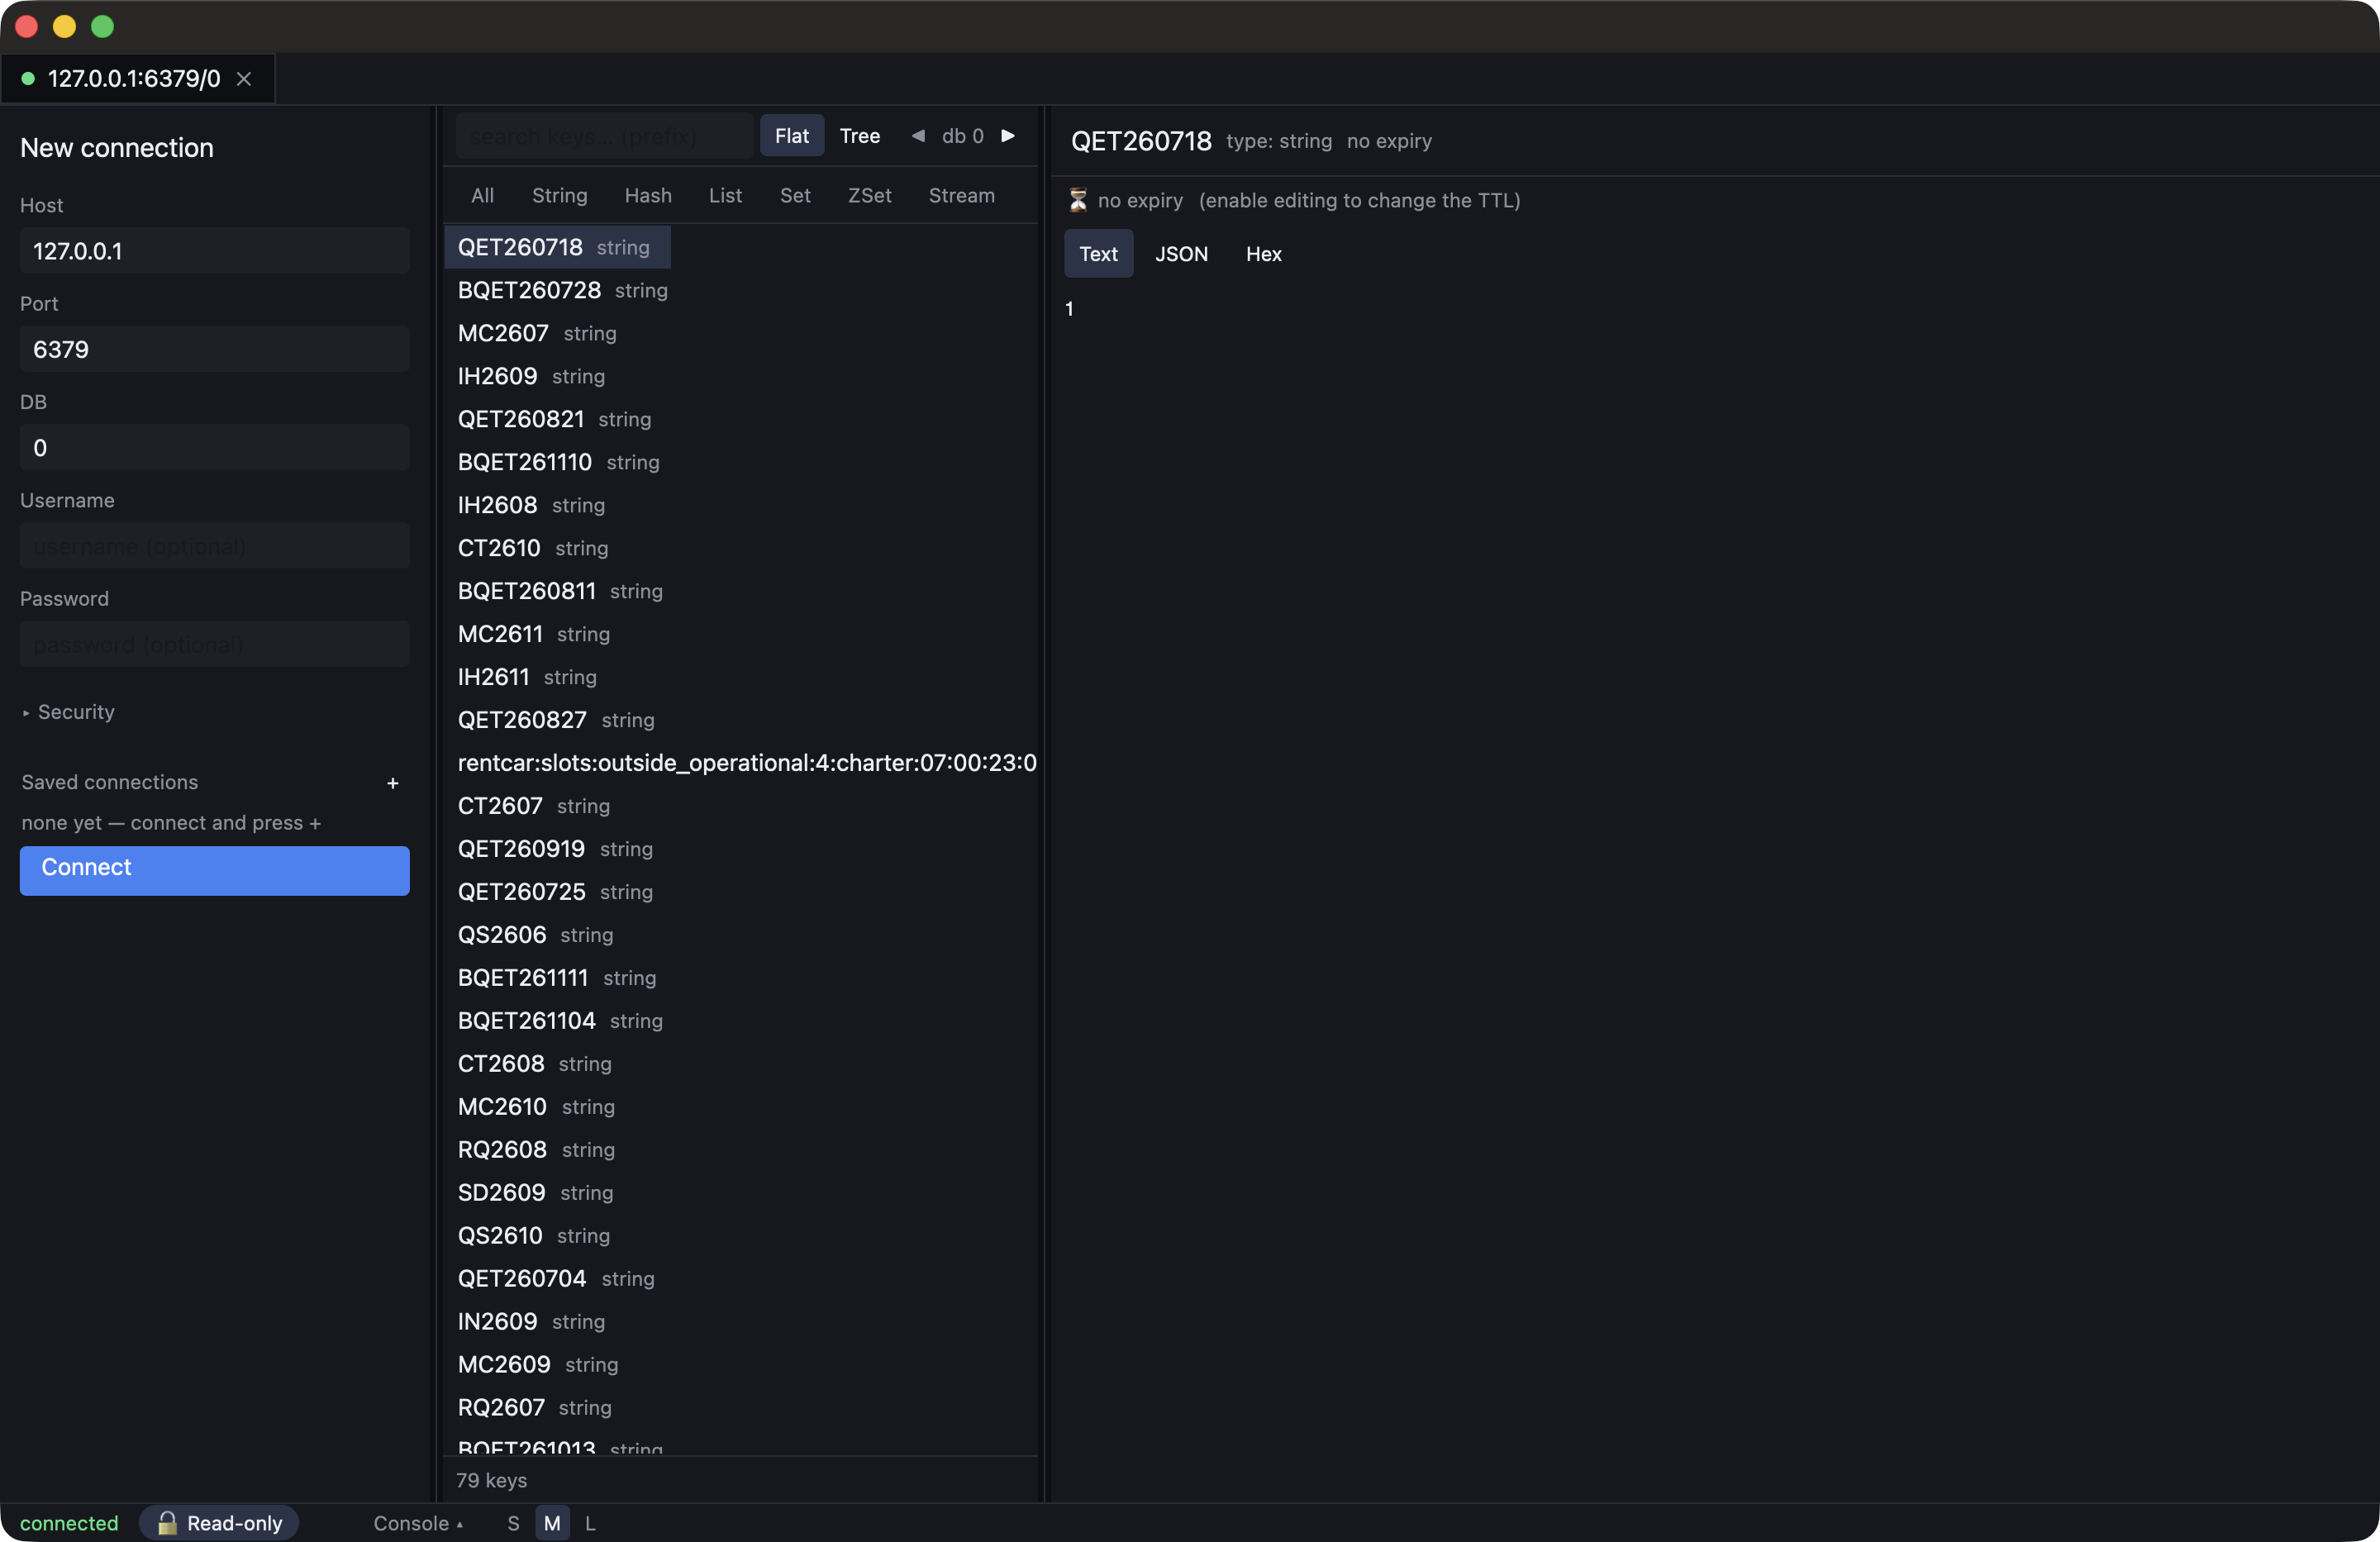 127.0.0.1:6379/0
New connection
Host
127.0.0.1
Port
6379
DB
0
Username
username (optional)
Password
password (optional)
Security
Saved connections +
none yet — connect and press +
Connect
search keys... (prefix) Flat Tree db 0
All String Hash List Set ZSet Stream
QET260718 string
BQET260728 string
MC2607 string
IH2609 string
QET260821 string
BQET261110 string
IH2608 string
CT2610 string
BQET260811 string
MC2611 string
IH2611 string
QET260827 string
rentcar:slots:outside_operational:4:charter:07:00:23:0
CT2607 string
QET260919 string
QET260725 string
QS2606 string
BQET261111 string
BQET261104 string
CT2608 string
MC2610 string
RQ2608 string
SD2609 string
QS2610 string
QET260704 string
IN2609 string
MC2609 string
RQ2607 string
BQET261013 string
79 keys
QET260718 type: string no expiry
no expiry (enable editing to change the TTL)
Text JSON Hex
1
connected Read-only Console S M L